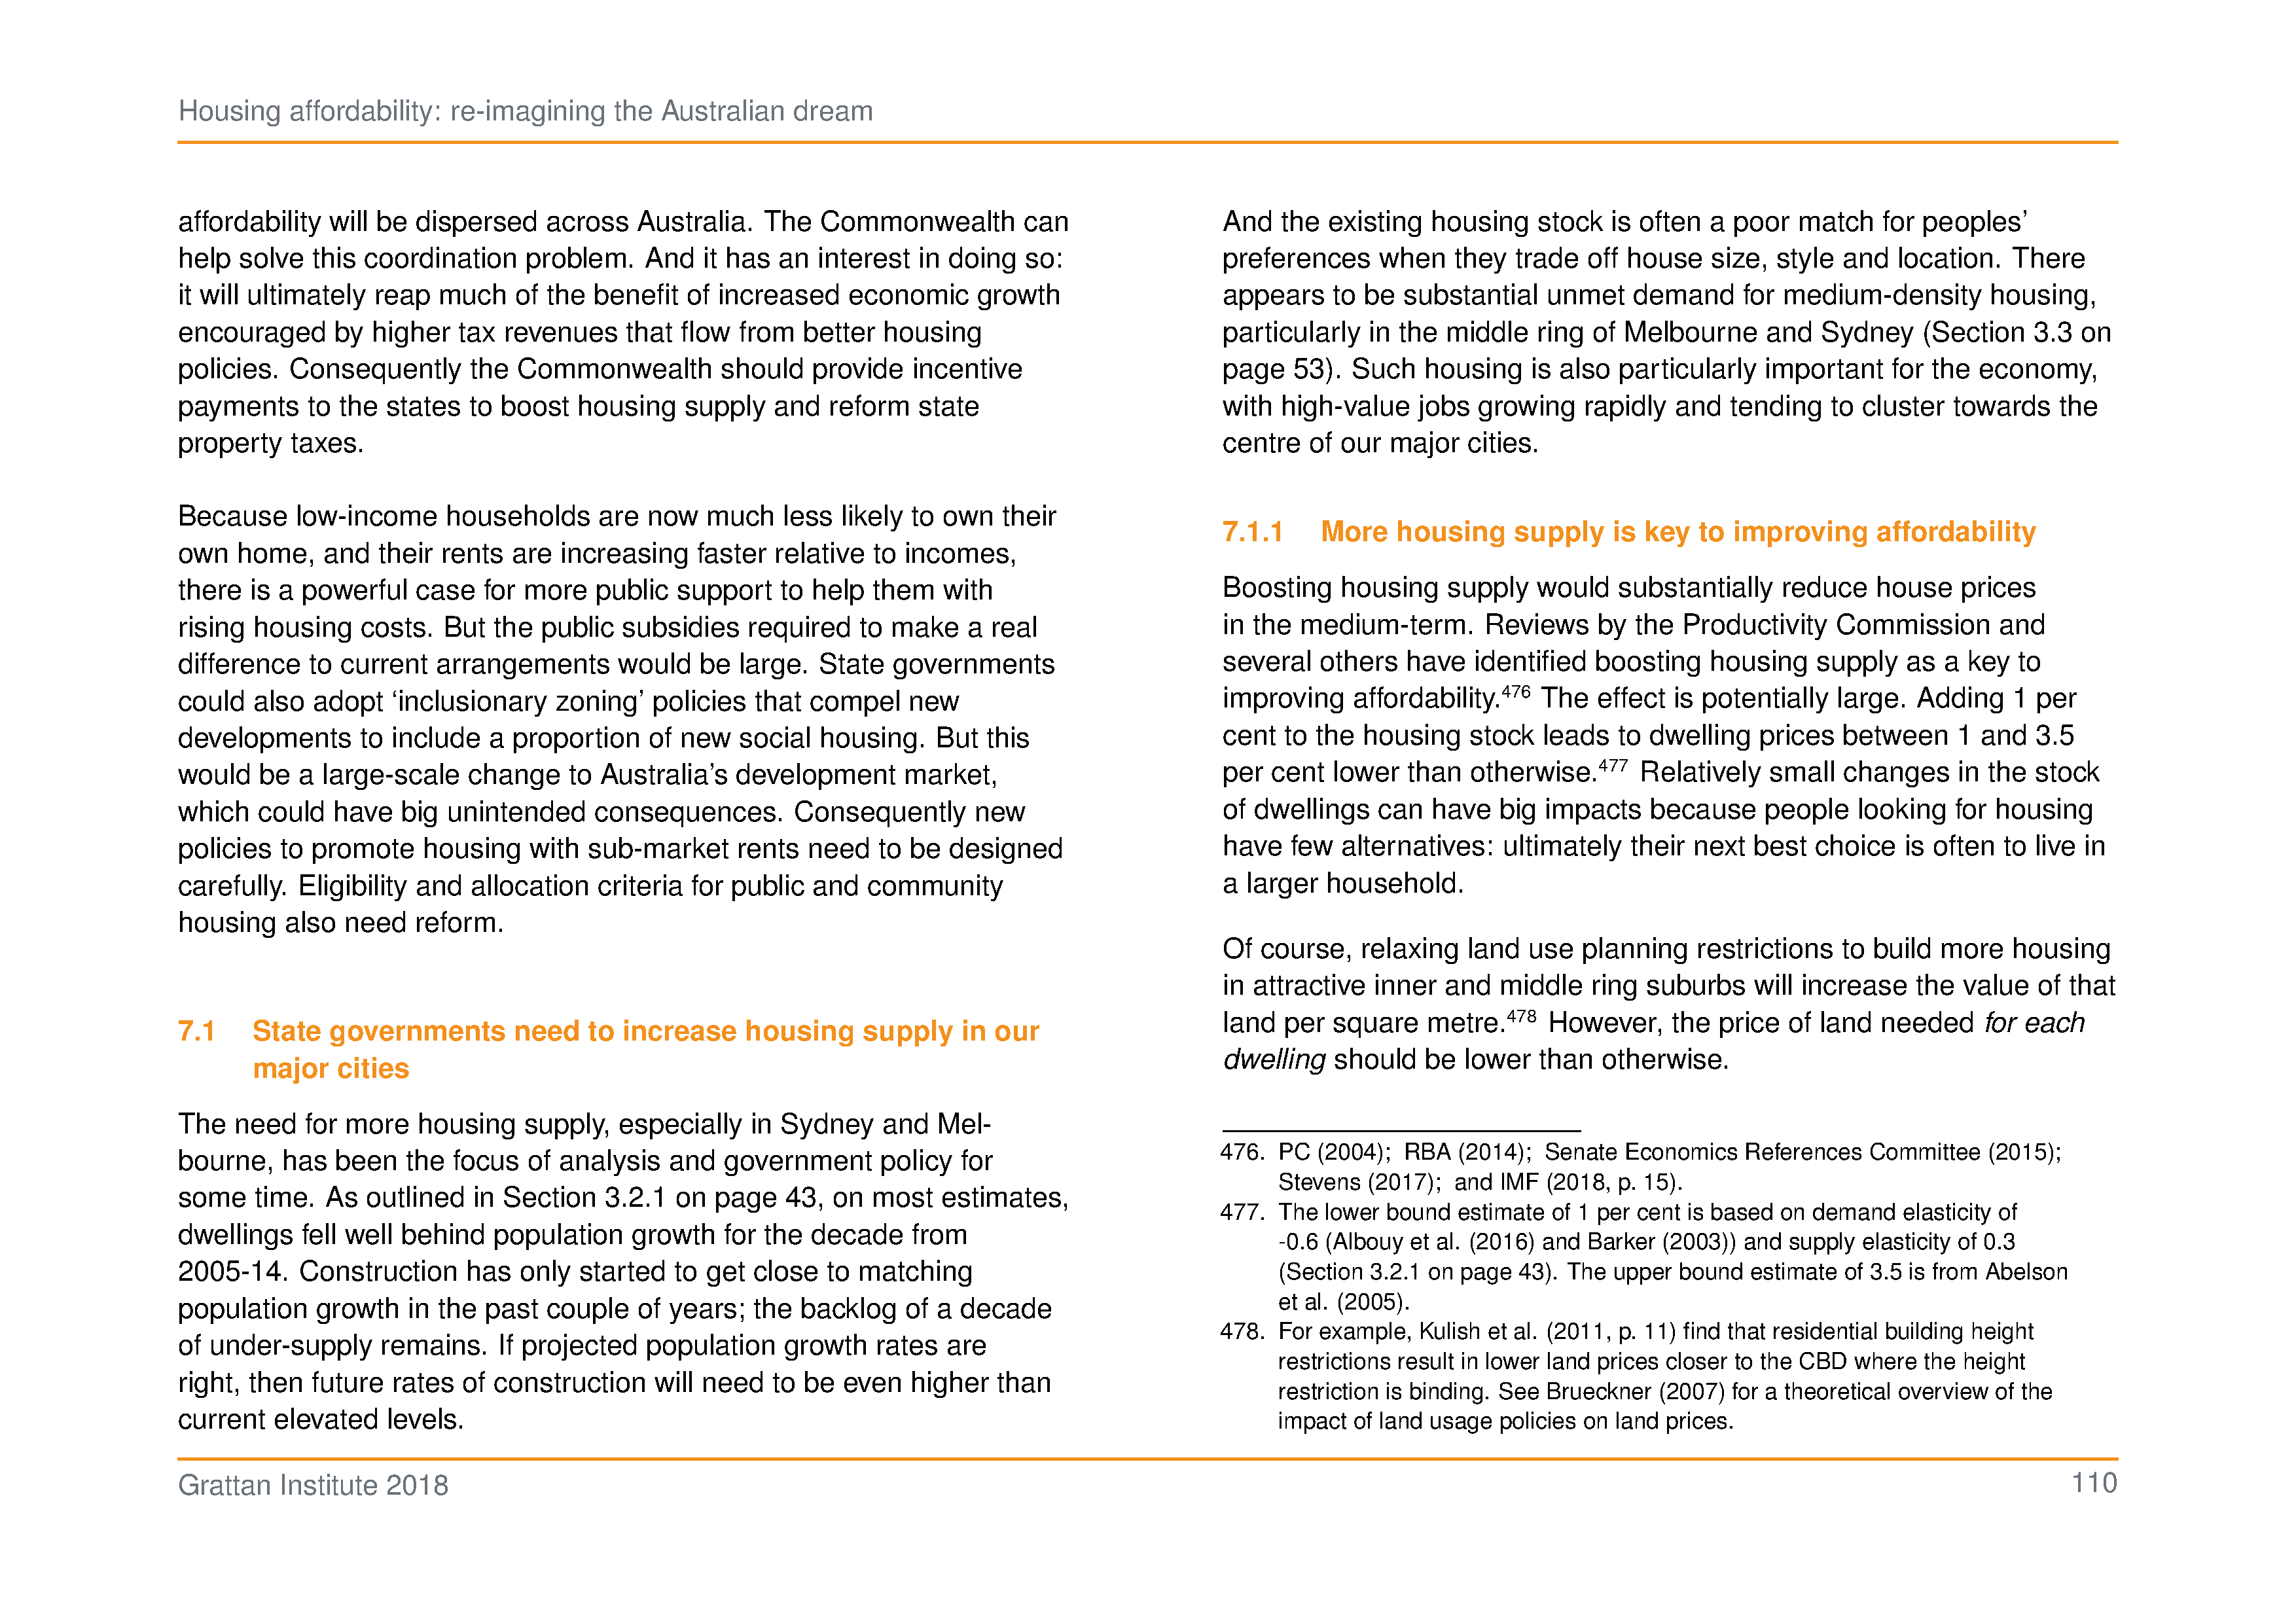 Housing affordability: re-imagining the Australian dream
affordability will be dispersed across Australia. The Commonwealth can
help solve this coordination problem. And it has an interest in doing so:
it will ultimately reap much of the benefit of increased economic growth
encouraged by higher tax revenues that flow from better housing
policies. Consequently the Commonwealth should provide incentive
payments to the states to boost housing supply and reform state
property taxes.
Because low-income households are now much less likely to own their
own home, and their rents are increasing faster relative to incomes,
there is a powerful case for more public support to help them with
rising housing costs. But the public subsidies required to make a real
difference to current arrangements would be large. State governments
could also adopt ‘inclusionary zoning’ policies that compel new
developments to include a proportion of new social housing. But this
would be a large-scale change to Australia’s development market,
which could have big unintended consequences. Consequently new
policies to promote housing with sub-market rents need to be designed
carefully. Eligibility and allocation criteria for public and community
housing also need reform.
7.1 State governments need to increase housing supply in our
major cities
The need for more housing supply, especially in Sydney and Mel-
bourne, has been the focus of analysis and government policy for
some time. As outlined in Section 3.2.1 on page 43, on most estimates,
dwellings fell well behind population growth for the decade from
2005-14. Construction has only started to get close to matching
population growth in the past couple of years; the backlog of a decade
of under-supply remains. If projected population growth rates are
right, then future rates of construction will need to be even higher than
current elevated levels.
And the existing housing stock is often a poor match for peoples’
preferences when they trade off house size, style and location. There
appears to be substantial unmet demand for medium-density housing,
particularly in the middle ring of Melbourne and Sydney (Section 3.3 on
page 53). Such housing is also particularly important for the economy,
with high-value jobs growing rapidly and tending to cluster towards the
centre of our major cities.
7.1.1 More housing supply is key to improving affordability
Boosting housing supply would substantially reduce house prices
in the medium-term. Reviews by the Productivity Commission and
several others have identified boosting housing supply as a key to
improving affordability.476 The effect is potentially large. Adding 1 per
cent to the housing stock leads to dwelling prices between 1 and 3.5
per cent lower than otherwise.477 Relatively small changes in the stock
of dwellings can have big impacts because people looking for housing
have few alternatives: ultimately their next best choice is often to live in
a larger household.
Of course, relaxing land use planning restrictions to build more housing
in attractive inner and middle ring suburbs will increase the value of that
land per square metre.478 However, the price of land needed for each
dwelling should be lower than otherwise.
476. PC (2004); RBA (2014); Senate Economics References Committee (2015);
Stevens (2017); and IMF (2018, p. 15).
477. The lower bound estimate of 1 per cent is based on demand elasticity of
-0.6 (Albouy et al. (2016) and Barker (2003)) and supply elasticity of 0.3
(Section 3.2.1 on page 43). The upper bound estimate of 3.5 is from Abelson
et al. (2005).
478. For example, Kulish et al. (2011, p. 11) find that residential building height
restrictions result in lower land prices closer to the CBD where the height
restriction is binding. See Brueckner (2007) for a theoretical overview of the
impact of land usage policies on land prices.
Grattan Institute 2018
110